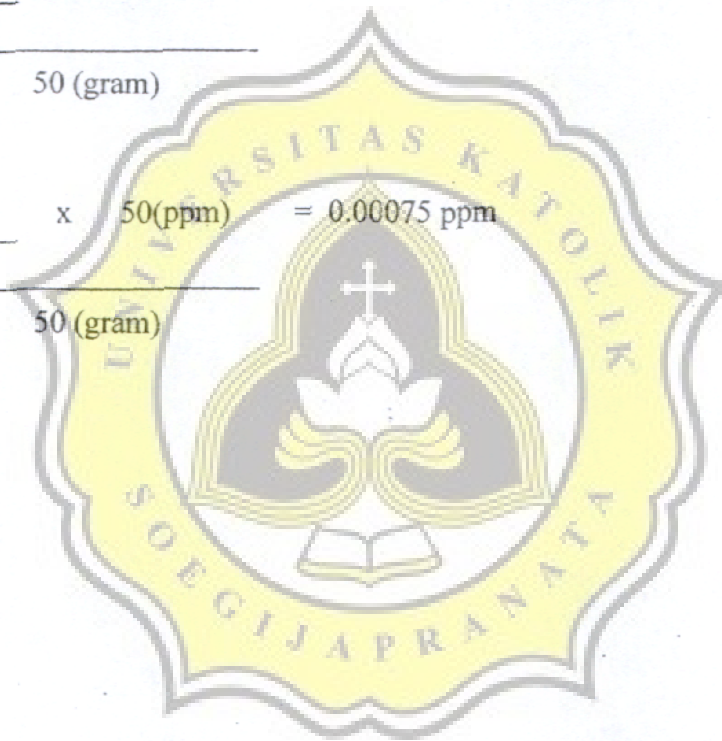 50 (gram)
x 50(ppm) = 0.00075 ppm
50 (gram)
UNIVERSITAS KATOLIK
SOEGIJAPRANATA